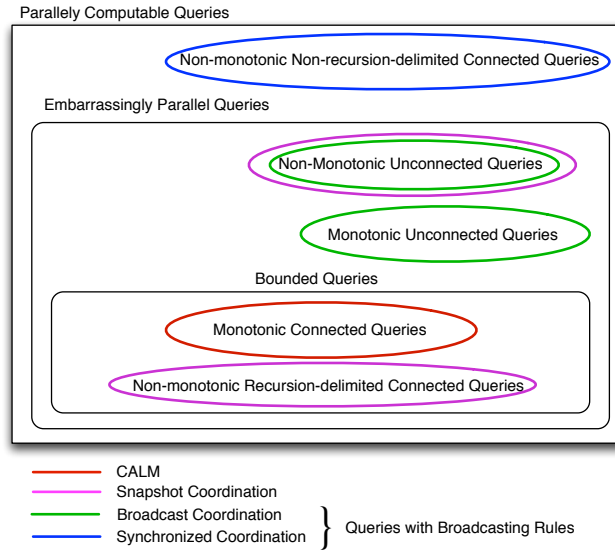 Parallely Computable Queries
Non-monotonic Non-recursion-delimited Connected Queries
Embarrassingly Parallel Queries
Non-Monotonic Unconnected Queries
Monotonic Unconnected Queries
Bounded Queries
Monotonic Connected Queries
Non-monotonic Recursion-delimited Connected Queries
CALM
Snapshot Coordination
Broadcast Coordination
Synchronized Coordination
} Queries with Broadcasting Rules